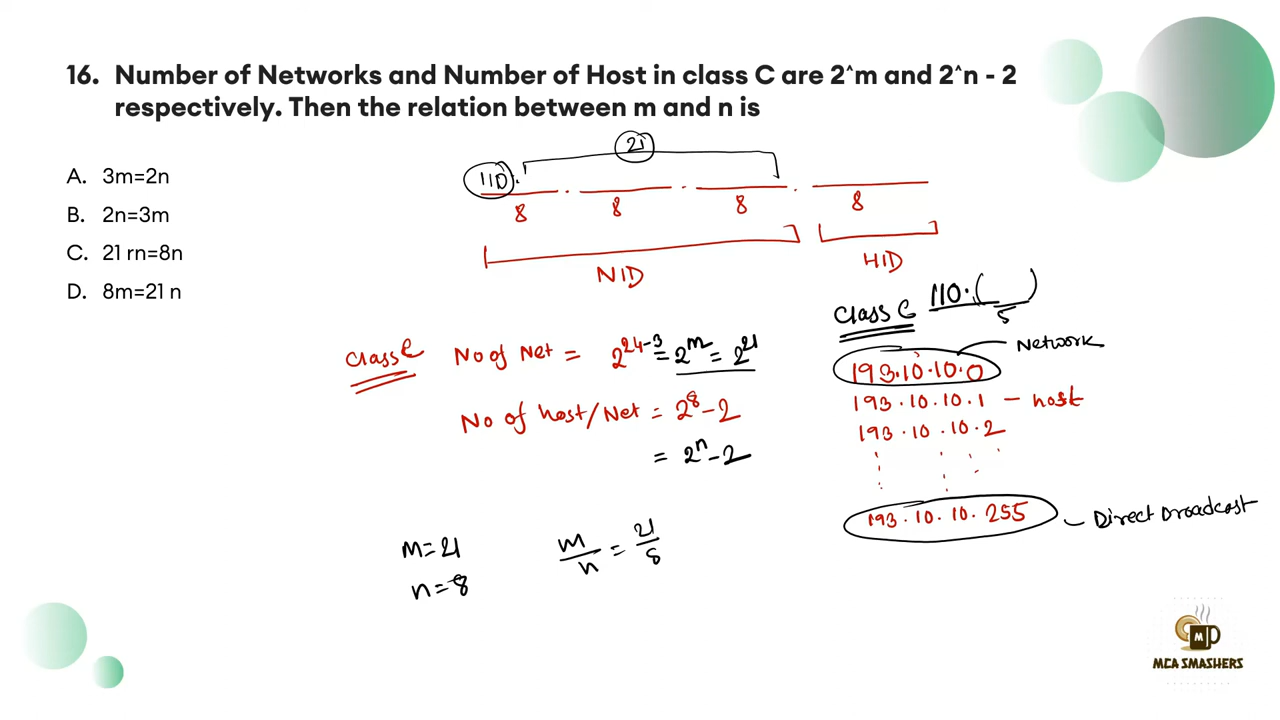 16. Number of Networks and Number of Host in class C are 2^m and 2^n - 2
respectively. Then the relation between m and n is
A. 3m=2n
B. 2n=3m
C. 21 rn=8n
D. 8m=21 n
21
110.
8 8 8 8
NID
HID
Class C
No of Net = 2^24-3 = 2^m = 2^21
No of host/Net = 2^8 - 2
= 2^n - 2
m=21
n=8
m/n = 21/8
Class C 110.( )
5
193.10.10.0
Network
193.10.10.1 - host
193.10.10.2
193.10.10.255
Direct broadcast
M
MCA SMASHERS